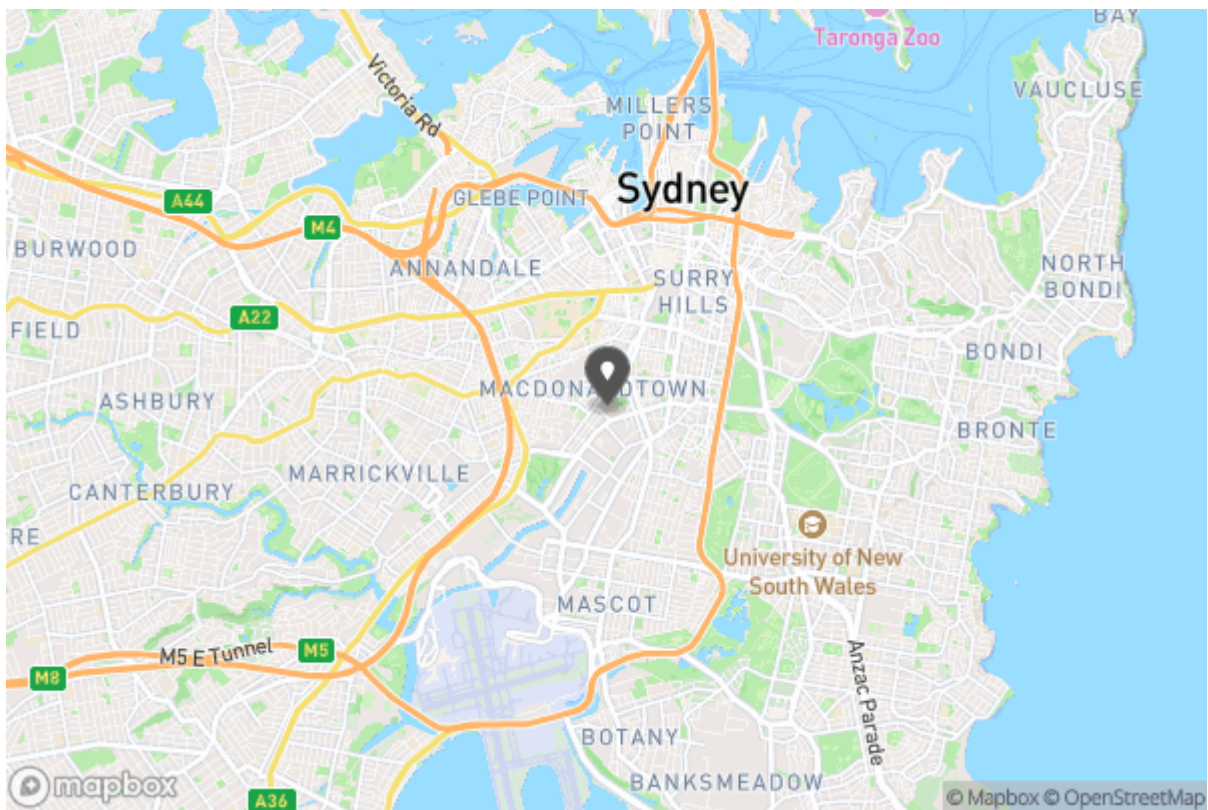 BAY
Taronga Zoo
VAUCLUSE
Victoria Rd
MILLERS
POINT
Sydney
A44
GLEBE POINT
M4
BURWOOD
ANNANDALE
SURRY
HILLS
NORTH
BONDI
A22
FIELD
BONDI
MACDONALDTOWN
ASHBURY
BRONTE
MARRICKVILLE
CANTERBURY
RE
University of New
South Wales
MASCOT
M5 E Tunnel
M5
M8
Anzac Parade
BOTANY
BANKSMEADOW
mapbox
A36
© Mapbox © OpenStreetMap